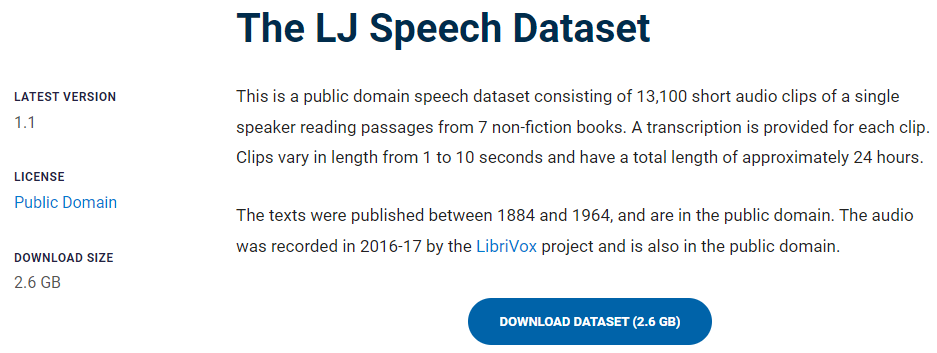 The LJ Speech Dataset
LATEST VERSION
1.1
LICENSE
Public Domain
DOWNLOAD SIZE
2.6 GB
This is a public domain speech dataset consisting of 13,100 short audio clips of a single
speaker reading passages from 7 non-fiction books. A transcription is provided for each clip.
Clips vary in length from 1 to 10 seconds and have a total length of approximately 24 hours.
The texts were published between 1884 and 1964, and are in the public domain. The audio
was recorded in 2016-17 by the LibriVox project and is also in the public domain.
DOWNLOAD DATASET (2.6 GB)